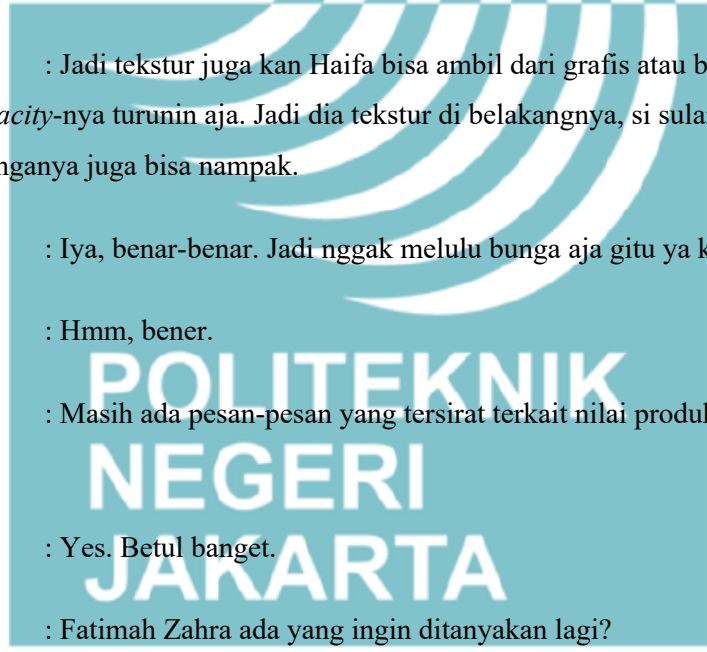 : Jadi tekstur juga kan Haifa bisa ambil dari grafis atau b
acity-nya turunin aja. Jadi dia tekstur di belakangnya, si sula
nganya juga bisa nampak.
: Iya, benar-benar. Jadi nggak melulu bunga aja gitu ya k
: Hmm, bener.
POLITEKNIK
: Masih ada pesan-pesan yang tersirat terkait nilai produk
NEGERI
: Yes. Betul banget.
JAKARTA
: Fatimah Zahra ada yang ingin ditanyakan lagi?